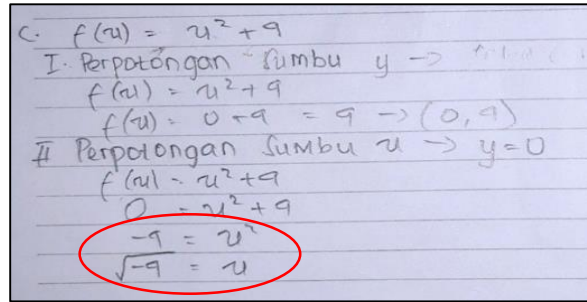 C. f(x) = x² + 9
I. Perpotongan sumbu y →
f(x) = x² + 9
f(x) = 0 + 9 = 9 → (0, 9)
II Perpotongan sumbu x → y = 0
f(x) = x² + 9
0 = x² + 9
-9 = x²
√-9 = x